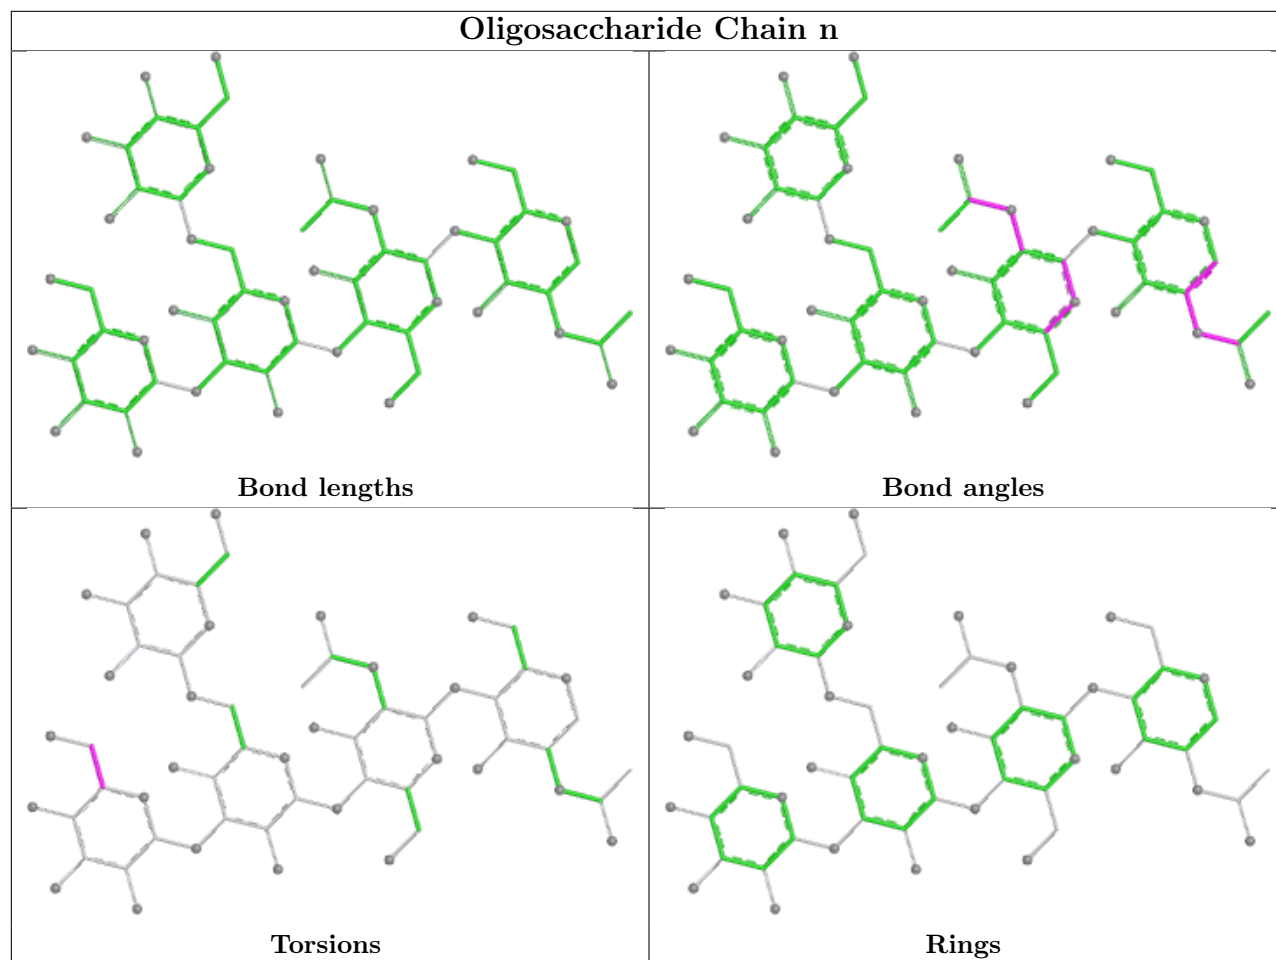 Oligosaccharide Chain n
Bond lengths
Bond angles
Torsions
Rings